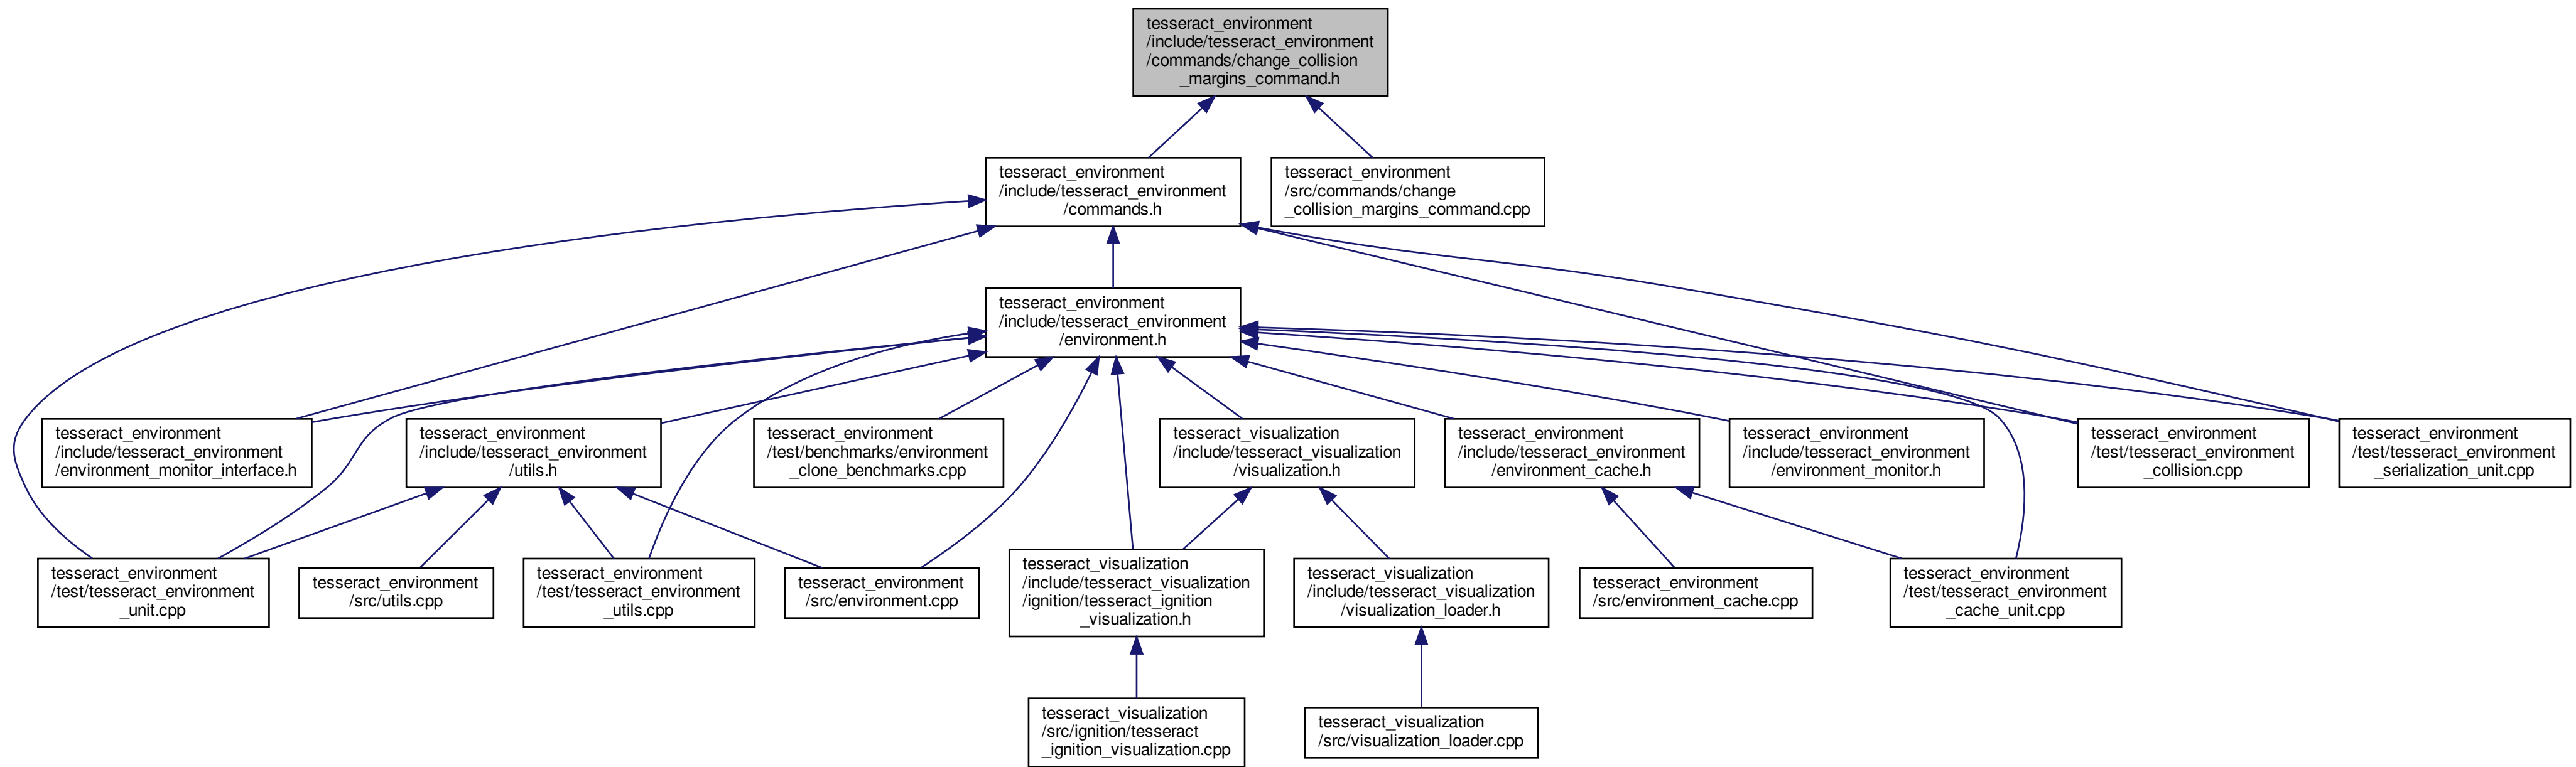 tesseract_environment
/include/tesseract_environment
/commands/change_collision
_margins_command.h
tesseract_environment
/include/tesseract_environment
/commands.h
tesseract_environment
/src/commands/change
_collision_margins_command.cpp
tesseract_environment
/include/tesseract_environment
/environment.h
tesseract_environment
/include/tesseract_environment
/environment_monitor_interface.h
tesseract_environment
/include/tesseract_environment
/utils.h
tesseract_environment
/test/benchmarks/environment
_clone_benchmarks.cpp
tesseract_visualization
/include/tesseract_visualization
/visualization.h
tesseract_environment
/include/tesseract_environment
/environment_cache.h
tesseract_environment
/include/tesseract_environment
/environment_monitor.h
tesseract_environment
/test/tesseract_environment
_collision.cpp
tesseract_environment
/test/tesseract_environment
_serialization_unit.cpp
tesseract_environment
/test/tesseract_environment
_unit.cpp
tesseract_environment
/src/utils.cpp
tesseract_environment
/test/tesseract_environment
_utils.cpp
tesseract_environment
/src/environment.cpp
tesseract_visualization
/include/tesseract_visualization
/ignition/tesseract_ignition
_visualization.h
tesseract_visualization
/include/tesseract_visualization
/visualization_loader.h
tesseract_environment
/src/environment_cache.cpp
tesseract_environment
/test/tesseract_environment
_cache_unit.cpp
tesseract_visualization
/src/ignition/tesseract
_ignition_visualization.cpp
tesseract_visualization
/src/visualization_loader.cpp